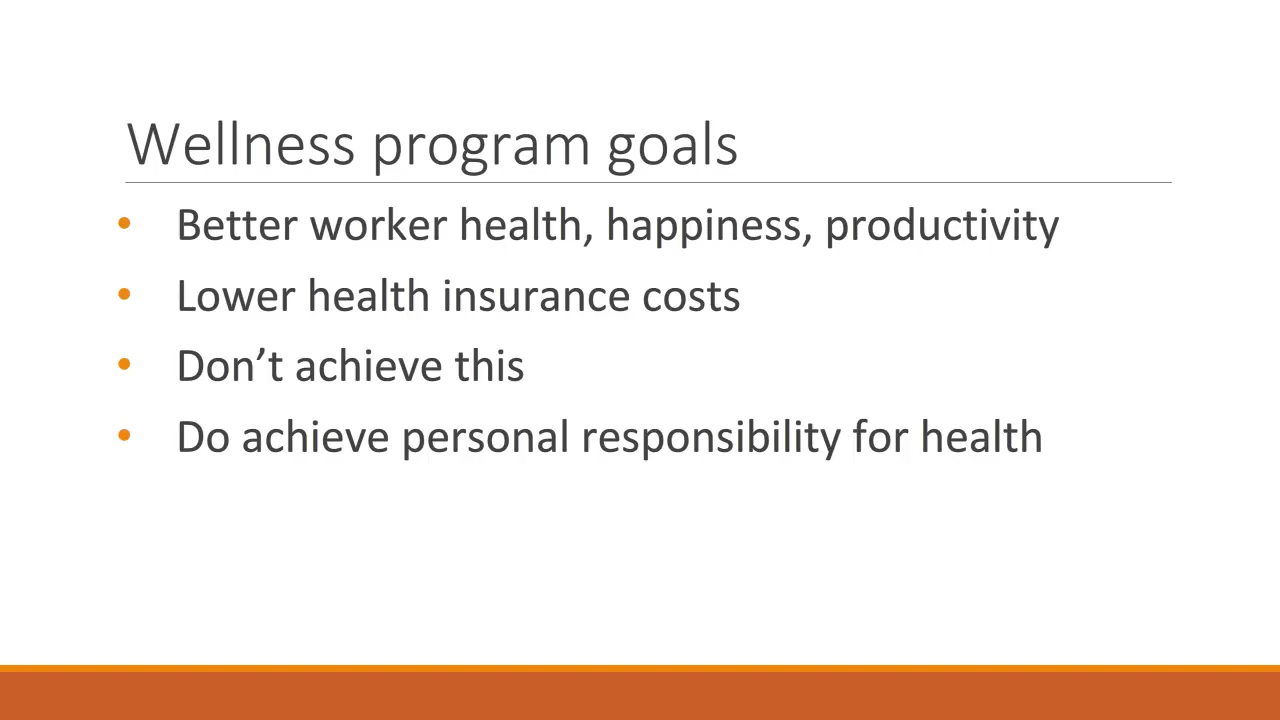 Wellness program goals
• Better worker health, happiness, productivity
• Lower health insurance costs
• Don’t achieve this
• Do achieve personal responsibility for health